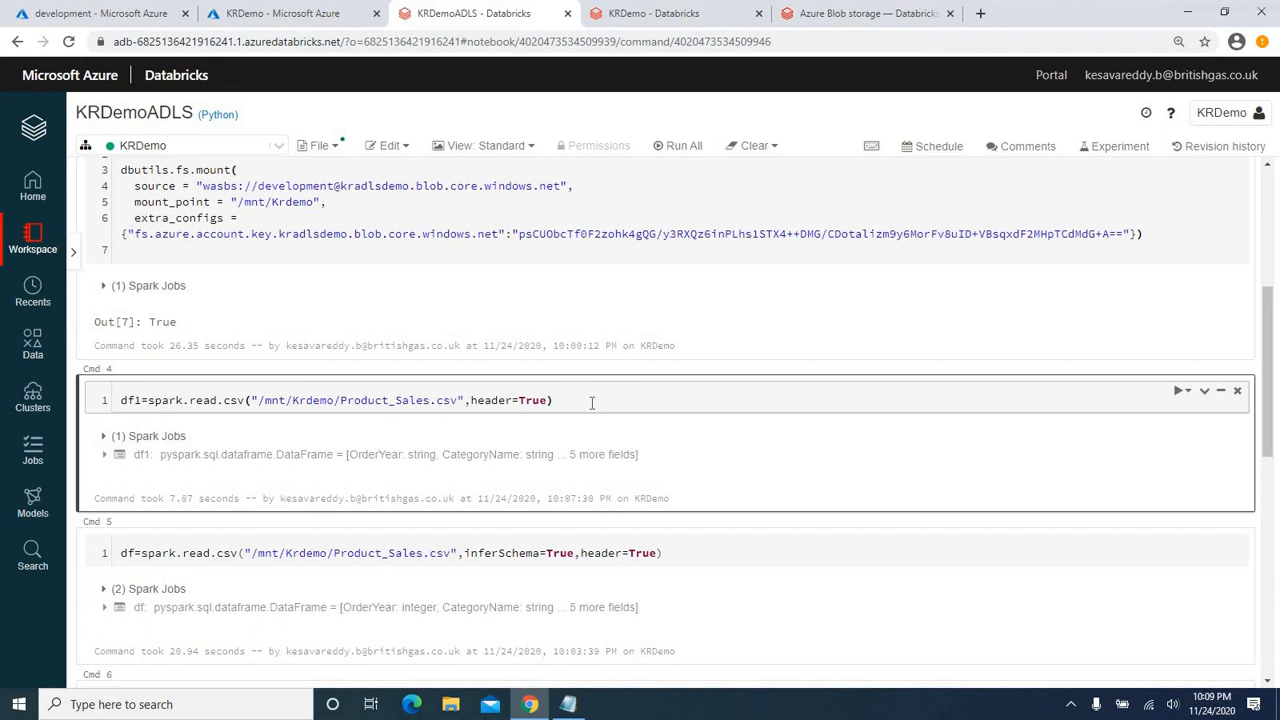 development - Microsoft Azure
KRDemo - Microsoft Azure
KRDemoADLS - Databricks
KRDemo - Databricks
Azure Blob storage — Databricks
adb-6825136421916241.1.azuredatabricks.net/?o=6825136421916241#notebook/4020473534509939/command/4020473534509946
Microsoft Azure
Databricks
Portal
kesavareddy.b@britishgas.co.uk
KRDemoADLS (Python)
KRDemo
KRDemo
File
Edit
View: Standard
Permissions
Run All
Clear
Schedule
Comments
Experiment
Revision history
Home
Workspace
Recents
Data
Clusters
Jobs
Models
Search
3 dbutils.fs.mount(
4 source = "wasbs://development@kradlsdemo.blob.core.windows.net",
5 mount_point = "/mnt/Krdemo",
6 extra_configs =
{"fs.azure.account.key.kradlsdemo.blob.core.windows.net":"psCUObcTf0F2zohk4gQG/y3RXQz6inPLhs1STX4++DMG/CDotalizm9y6MorFv8uID+VBsqxdF2MHpTCdMdG+A=="})
7
(1) Spark Jobs
Out[7]: True
Command took 26.35 seconds -- by kesavareddy.b@britishgas.co.uk at 11/24/2020, 10:00:12 PM on KRDemo
Cmd 4
1 df1=spark.read.csv("/mnt/Krdemo/Product_Sales.csv",header=True)
(1) Spark Jobs
df1: pyspark.sql.dataframe.DataFrame = [OrderYear: string, CategoryName: string ... 5 more fields]
Command took 7.87 seconds -- by kesavareddy.b@britishgas.co.uk at 11/24/2020, 10:07:38 PM on KRDemo
Cmd 5
1 df=spark.read.csv("/mnt/Krdemo/Product_Sales.csv",inferSchema=True,header=True)
(2) Spark Jobs
df: pyspark.sql.dataframe.DataFrame = [OrderYear: integer, CategoryName: string ... 5 more fields]
Command took 20.94 seconds -- by kesavareddy.b@britishgas.co.uk at 11/24/2020, 10:03:39 PM on KRDemo
Cmd 6
Type here to search
10:09 PM
11/24/2020